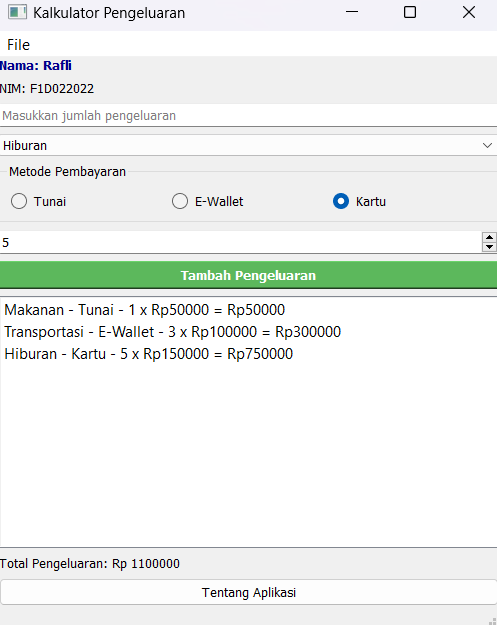 Kalkulator Pengeluaran
File
Nama: Rafli
NIM: F1D022022
Masukkan jumlah pengeluaran
Hiburan
Metode Pembayaran
Tunai E-Wallet Kartu
5
Tambah Pengeluaran
Makanan - Tunai - 1 x Rp50000 = Rp50000
Transportasi - E-Wallet - 3 x Rp100000 = Rp300000
Hiburan - Kartu - 5 x Rp150000 = Rp750000
Total Pengeluaran: Rp 1100000
Tentang Aplikasi